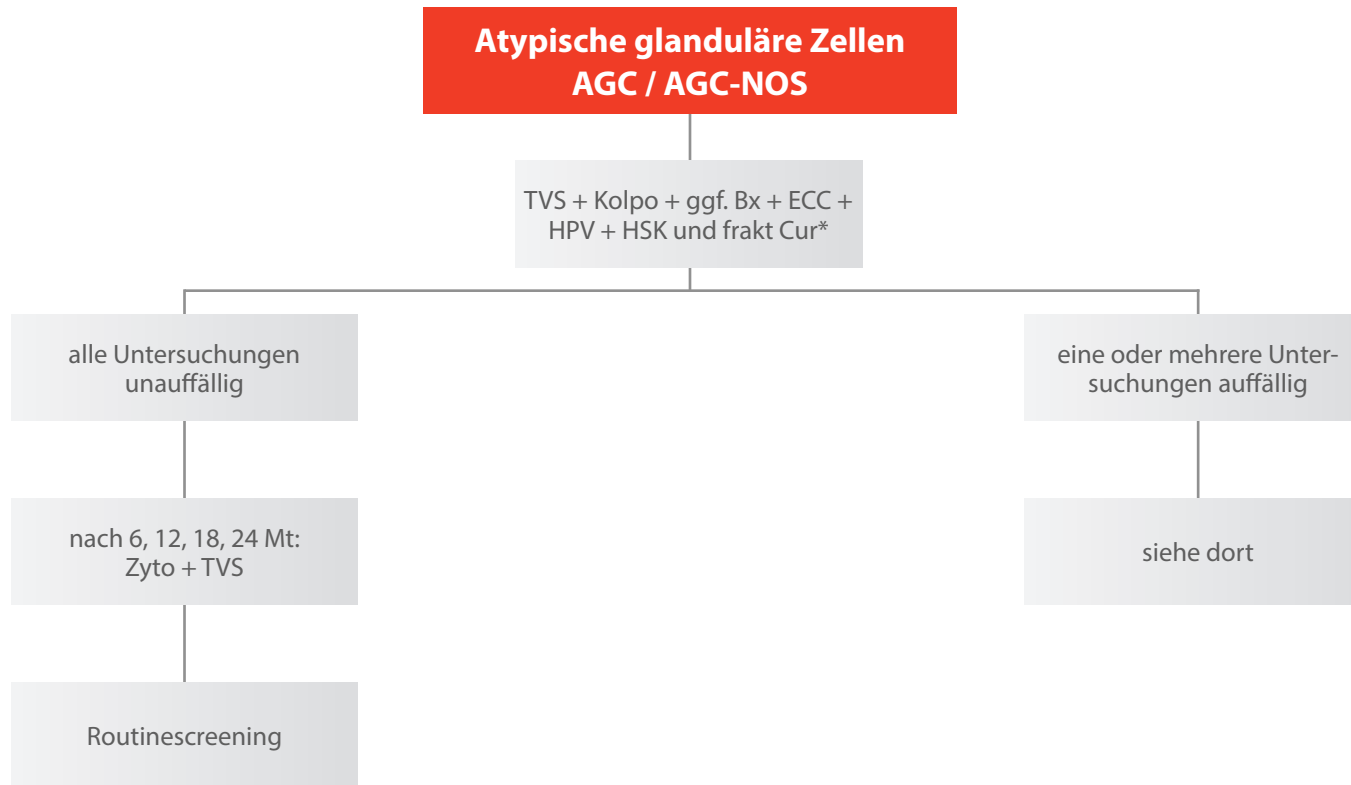 Atypische glanduläre Zellen
AGC / AGC-NOS
TVS + Kolpo + ggf. Bx + ECC +
HPV + HSK und frakt Cur*
alle Untersuchungen
unauffällig
eine oder mehrere Unter-
suchungen auffällig
nach 6, 12, 18, 24 Mt:
Zyto + TVS
siehe dort
Routinescreening